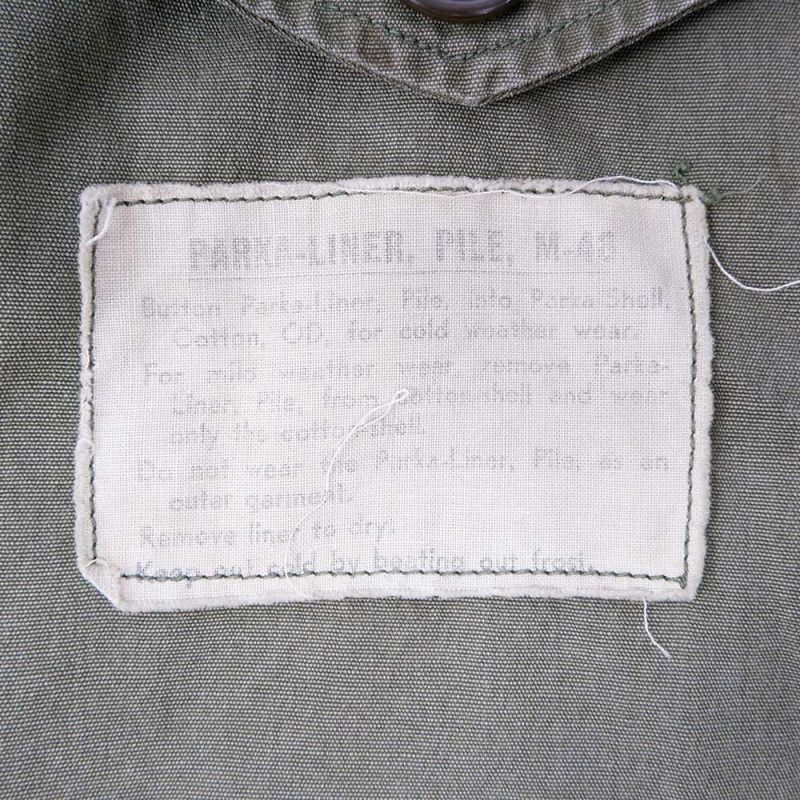 PARKA-LINER, PILE, M-48
Button Parka-Liner, Pile, into Parka-Shell,
Cotton, OD, for cold weather wear.
For mild weather wear, remove Parka-
Liner, Pile, from cotton-shell and wear
only the cotton-shell.
Do not wear the Parka-Liner, Pile, as an
outer garment.
Remove liner to dry:
Keep out cold by beating out frost.